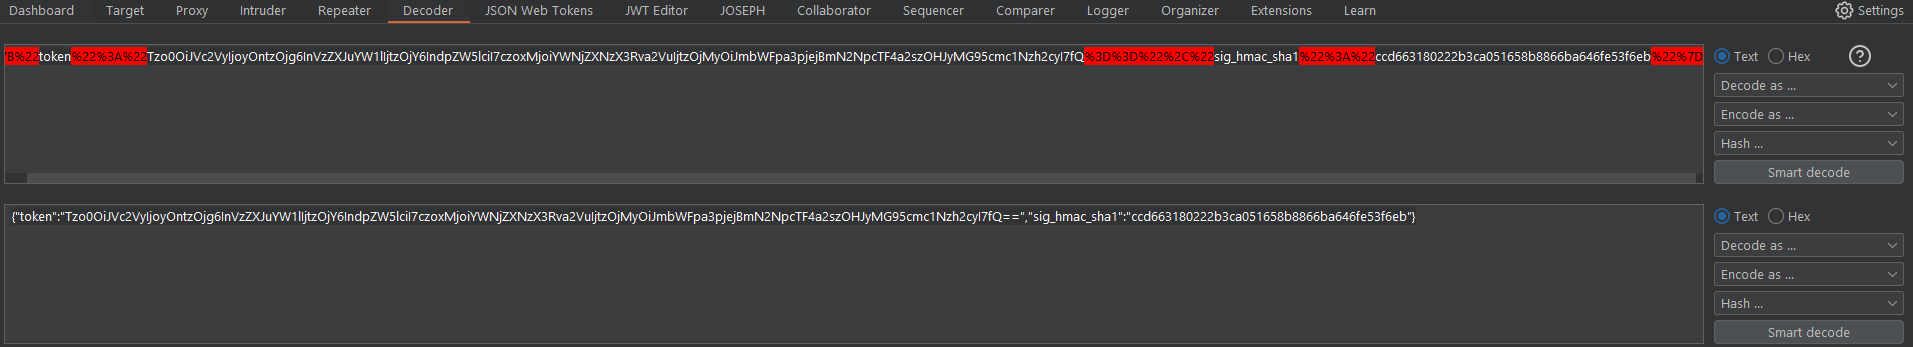 Dashboard Target Proxy Intruder Repeater Decoder JSON Web Tokens JWT Editor JOSEPH Collaborator Sequencer Comparer Logger Organizer Extensions Learn Settings
%22token%22%3A%22Tzo0OiJVc2VyIjoyOntzOjg6InVzZXJuYW1lIjtzOjY6IndpZW5lciI7czoxMjoiYWNjZXNzX3Rva2VuIjtzOjMyOiJmbWFpa3pjejBmN2NpcTF4a2szOHJyMG95cmc1Nzh2cyI7fQ%3D%3D%22%2C%22sig_hmac_sha1%22%3A%22ccd663180222b3ca051658b8866ba646fe53f6eb%22%7D
Text Hex ?
Decode as ...
Encode as ...
Hash ...
Smart decode
{"token":"Tzo0OiJVc2VyIjoyOntzOjg6InVzZXJuYW1lIjtzOjY6IndpZW5lciI7czoxMjoiYWNjZXNzX3Rva2VuIjtzOjMyOiJmbWFpa3pjejBmN2NpcTF4a2szOHJyMG95cmc1Nzh2cyI7fQ==","sig_hmac_sha1":"ccd663180222b3ca051658b8866ba646fe53f6eb"}
Text Hex
Decode as ...
Encode as ...
Hash ...
Smart decode